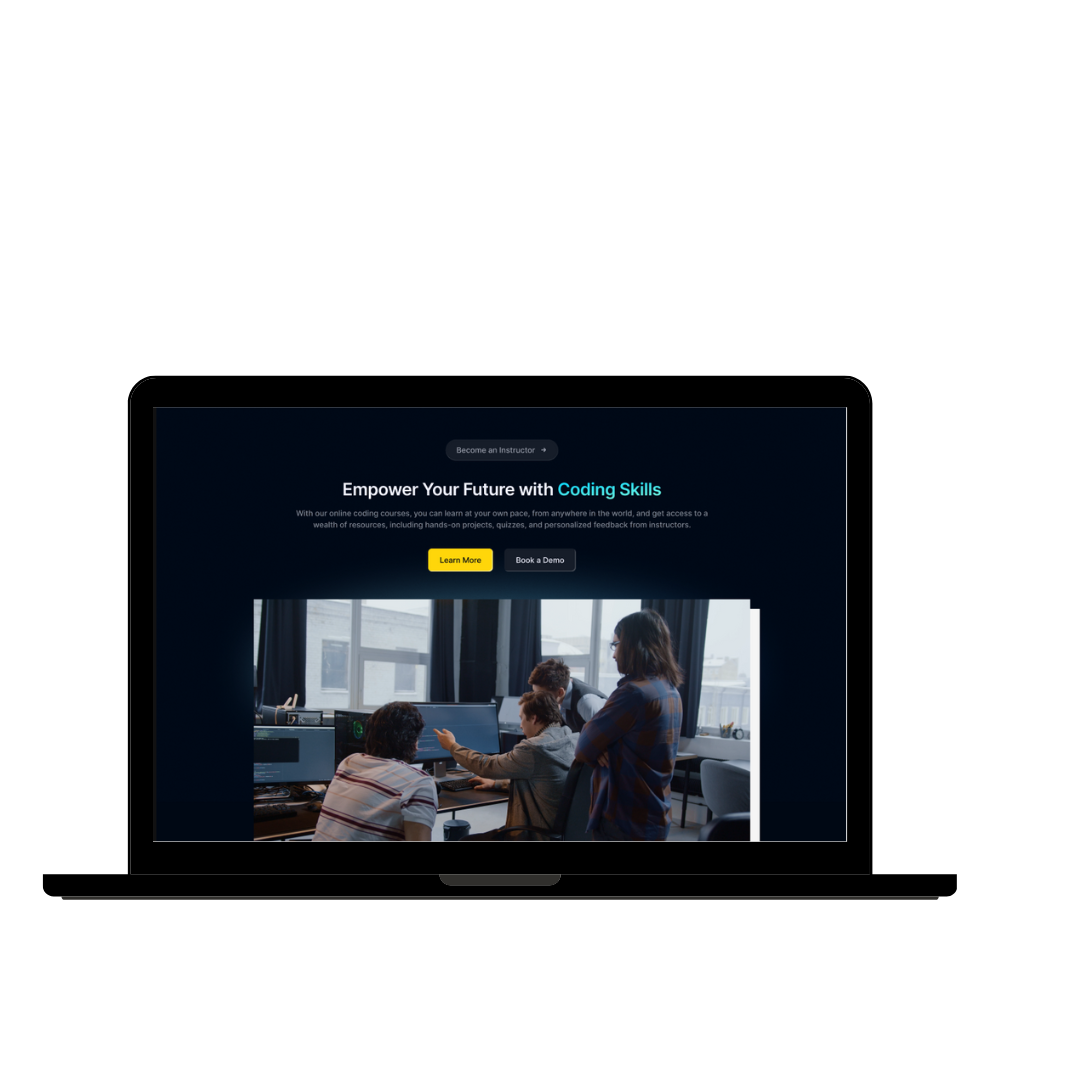 Become an Instructor →
Empower Your Future with Coding Skills
With our online coding courses, you can learn at your own pace, from anywhere in the world, and get access to a
wealth of resources, including hands-on projects, quizzes, and personalized feedback from instructors.
Learn More
Book a Demo